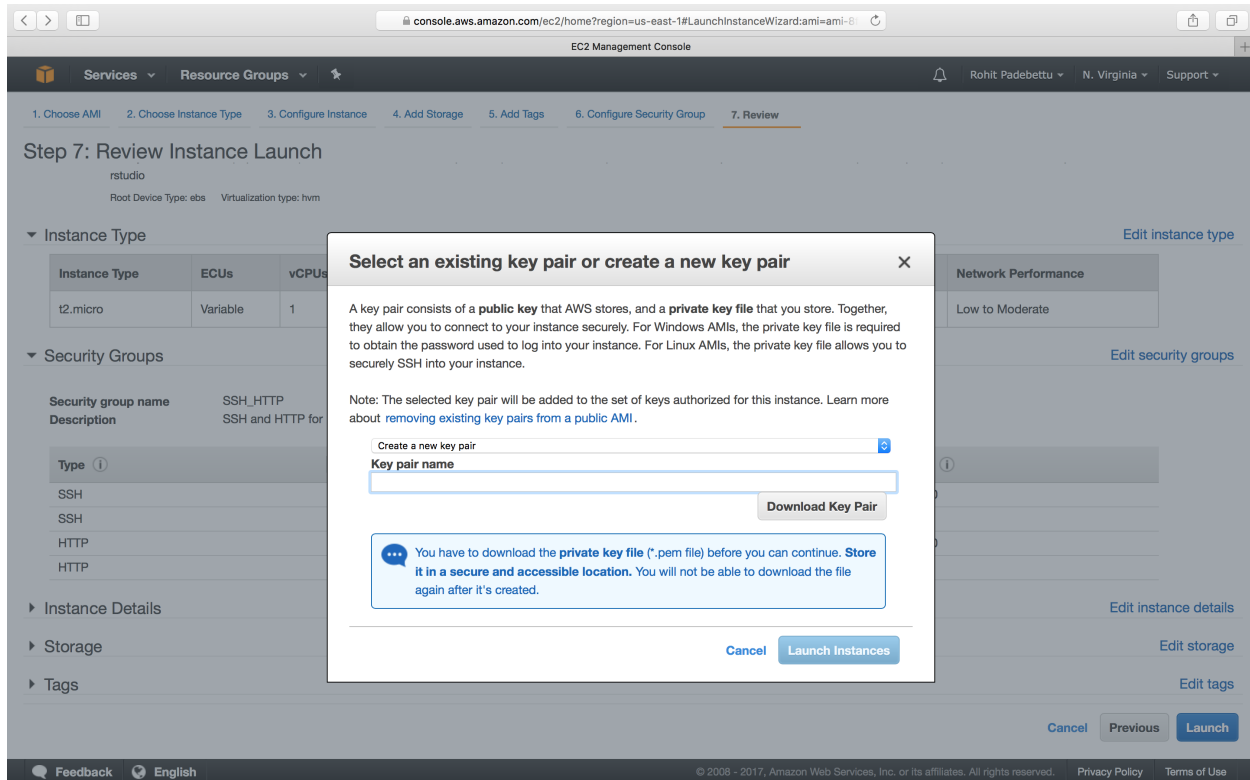 console.aws.amazon.com/ec2/home?region=us-east-1#LaunchInstanceWizard:ami=ami-8
EC2 Management Console
Services Resource Groups Rohit Padebettu N. Virginia Support
1. Choose AMI 2. Choose Instance Type 3. Configure Instance 4. Add Storage 5. Add Tags 6. Configure Security Group 7. Review
Step 7: Review Instance Launch
rstudio
Root Device Type: ebs Virtualization type: hvm
Instance Type Edit instance type
Instance Type ECUs vCPUs Network Performance
t2.micro Variable 1 Low to Moderate
Security Groups Edit security groups
Security group name SSH_HTTP
Description SSH and HTTP for
Type
SSH
SSH
HTTP
HTTP
Instance Details Edit instance details
Storage Edit storage
Tags Edit tags
Cancel Previous Launch
Select an existing key pair or create a new key pair
A key pair consists of a public key that AWS stores, and a private key file that you store. Together,
they allow you to connect to your instance securely. For Windows AMIs, the private key file is required
to obtain the password used to log into your instance. For Linux AMIs, the private key file allows you to
securely SSH into your instance.
Note: The selected key pair will be added to the set of keys authorized for this instance. Learn more
about removing existing key pairs from a public AMI.
Create a new key pair
Key pair name
Download Key Pair
You have to download the private key file (*.pem file) before you can continue. Store
it in a secure and accessible location. You will not be able to download the file
again after it's created.
Cancel Launch Instances
Feedback English © 2008 - 2017, Amazon Web Services, Inc. or its affiliates. All rights reserved. Privacy Policy Terms of Use